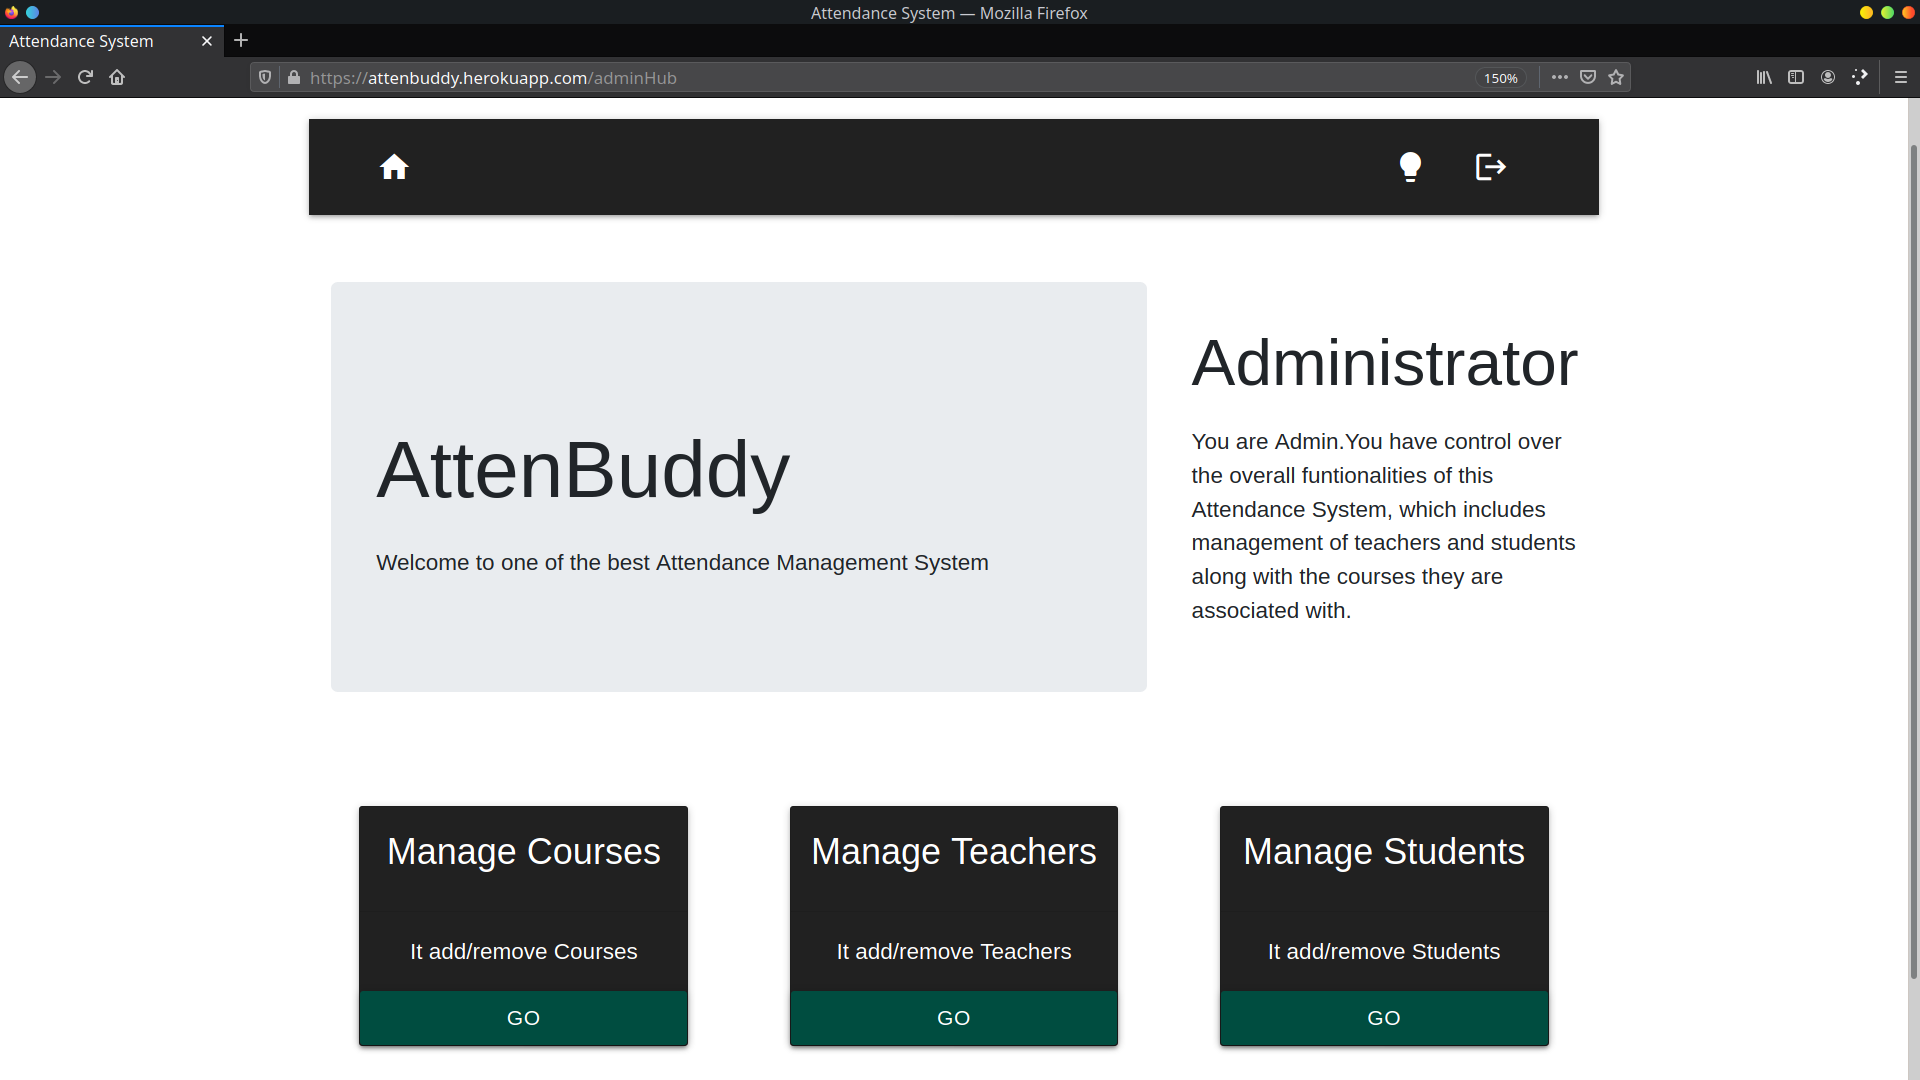 Attendance System — Mozilla Firefox
Attendance System
https://attenbuddy.herokuapp.com/adminHub
150%
AttenBuddy
Welcome to one of the best Attendance Management System
Administrator
You are Admin.You have control over
the overall funtionalities of this
Attendance System, which includes
management of teachers and students
along with the courses they are
associated with.
Manage Courses
It add/remove Courses
GO
Manage Teachers
It add/remove Teachers
GO
Manage Students
It add/remove Students
GO